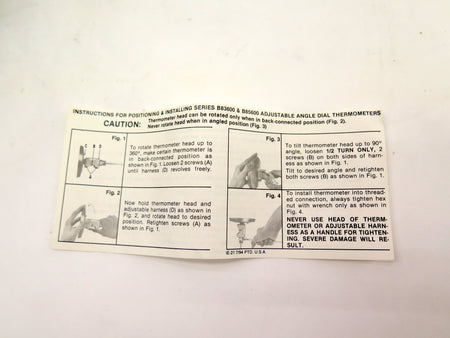 INSTRUCTIONS FOR POSITIONING & INSTALLING SERIES B83600 & B85600 ADJUSTABLE ANGLE DIAL THERMOMETERS
CAUTION: Thermometer head can be rotated only when in back-connected position (Fig. 2).
Never rotate head when in angled position (Fig. 3)
Fig. 1
To rotate thermometer head up to
360°, make certain thermometer is
in back-connected position as
shown in Fig. 1. Loosen 2 screws (A)
until harness (D) revolves freely.
Fig. 2
Now hold thermometer head and
adjustable harness (D) as shown in
Fig. 2, and rotate head to desired
position. Retighten screws (A) as
shown in Fig. 1.
Fig. 3
To tilt thermometer head up to 90°
angle, loosen 1/2 TURN ONLY, 2
screws (B) on both sides of harn-
ess as shown in Fig. 1.
Tilt to desired angle and retighten
both screws (B) as shown in Fig. 1.
Fig. 4
To install thermometer into thread-
ed connection, always tighten hex
nut with wrench only as shown in
Fig. 4.
NEVER USE HEAD OF THERM-
OMETER OR ADJUSTABLE HARN-
ESS AS A HANDLE FOR TIGHTEN-
ING. SEVERE DAMAGE WILL RE-
SULT.
PTD. U.S.A.